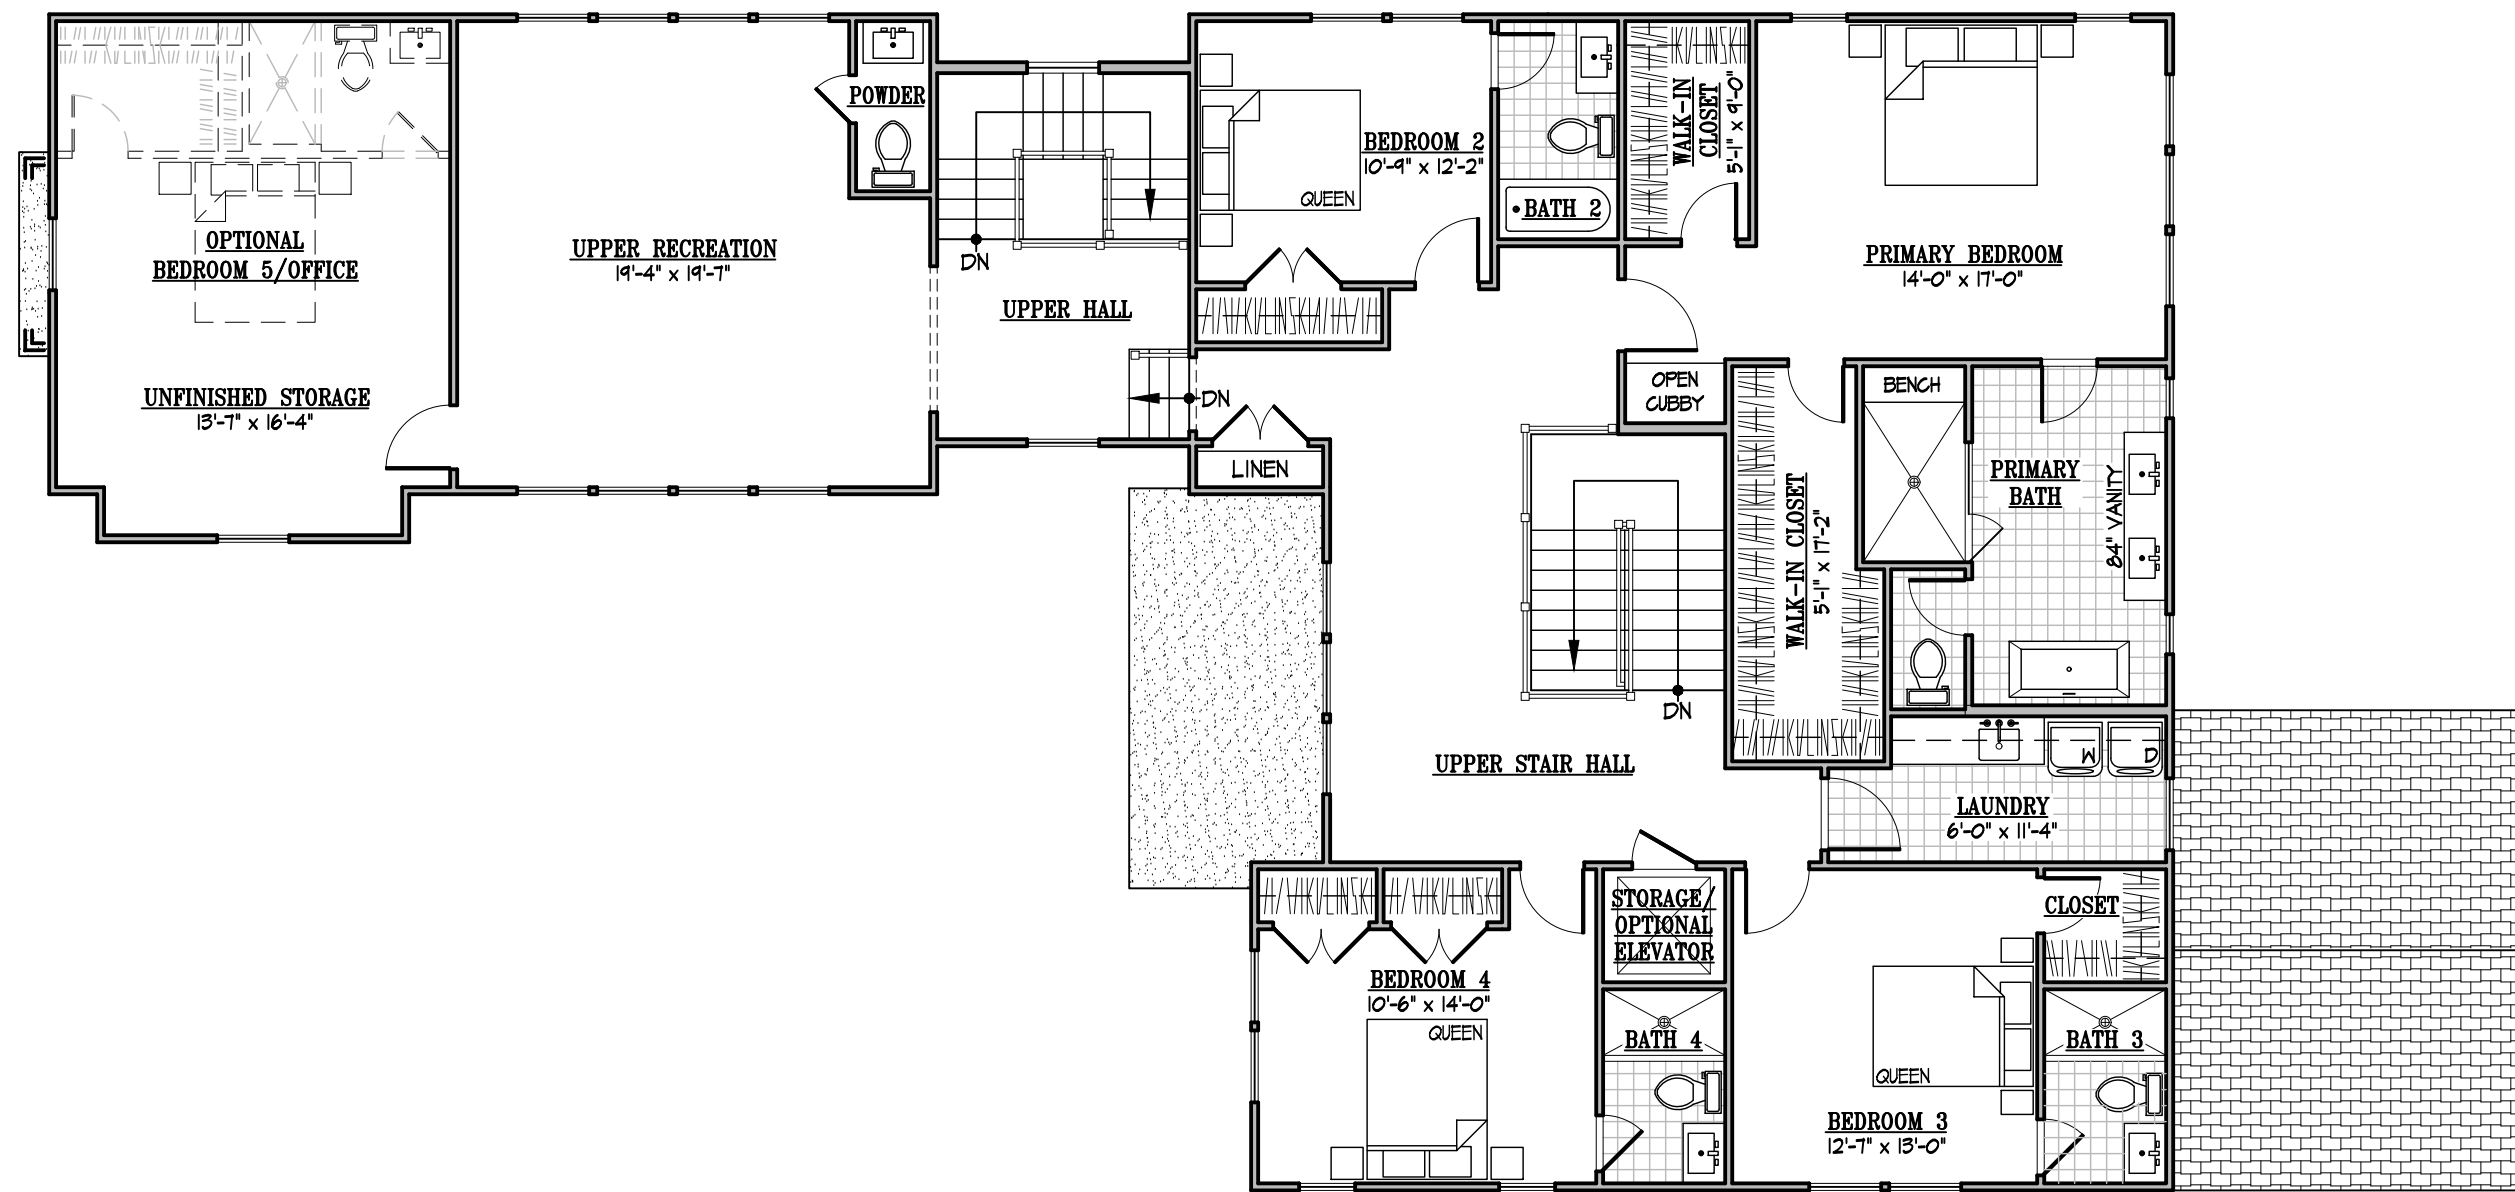 POWDER
BEDROOM 2
10'-9" x 12'-2"
QUEEN
BATH 2
WALK-IN
CLOSET
5'-1" x 9'-0"
PRIMARY BEDROOM
14'-0" x 17'-0"
OPTIONAL
BEDROOM 5/OFFICE
UPPER RECREATION
19'-4" x 19'-7"
DN
UPPER HALL
UNFINISHED STORAGE
13'-7" x 16'-4"
DN
LINEN
OPEN
CUBBY
BENCH
PRIMARY
BATH
84" VANITY
WALK-IN CLOSET
5'-1" x 17'-2"
DN
UPPER STAIR HALL
W
D
LAUNDRY
6'-0" x 11'-4"
STORAGE/
OPTIONAL
ELEVATOR
CLOSET
BEDROOM 4
10'-6" x 14'-0"
QUEEN
BATH 4
BATH 3
QUEEN
BEDROOM 3
12'-7" x 13'-0"